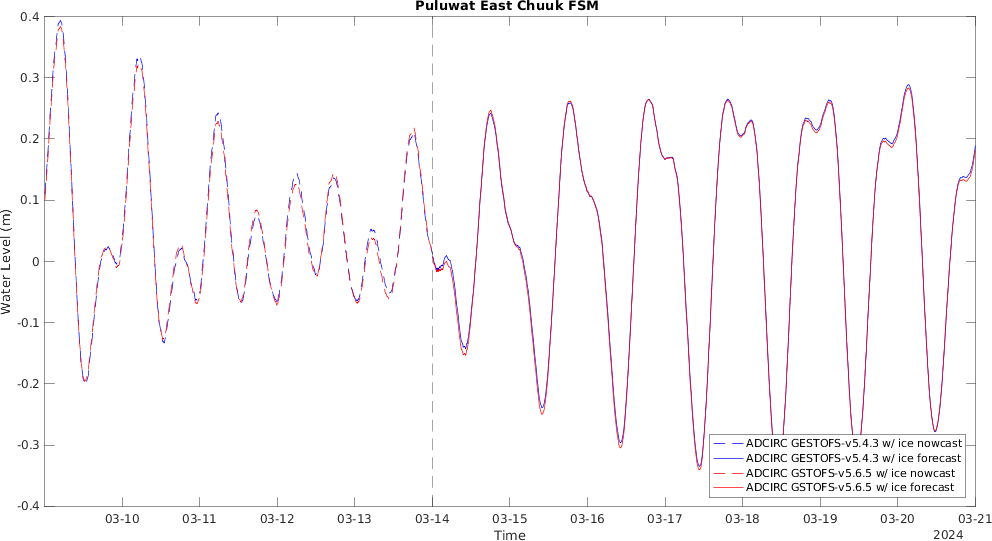 Puluwat East Chuuk FSM
0.4
0.3
0.2
0.1
0
-0.1
-0.2
-0.3
-0.4
Water Level (m)
ADCIRC GESTOFS-v5.4.3 w/ ice nowcast
ADCIRC GESTOFS-v5.4.3 w/ ice forecast
ADCIRC GSTOFS-v5.6.5 w/ ice nowcast
ADCIRC GSTOFS-v5.6.5 w/ ice forecast
03-10 03-11 03-12 03-13 03-14 03-15 03-16 03-17 03-18 03-19 03-20 03-21
Time
2024